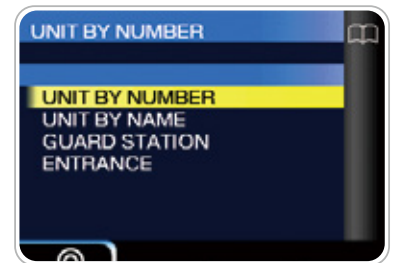 UNIT BY NUMBER
UNIT BY NUMBER
UNIT BY NAME
GUARD STATION
ENTRANCE